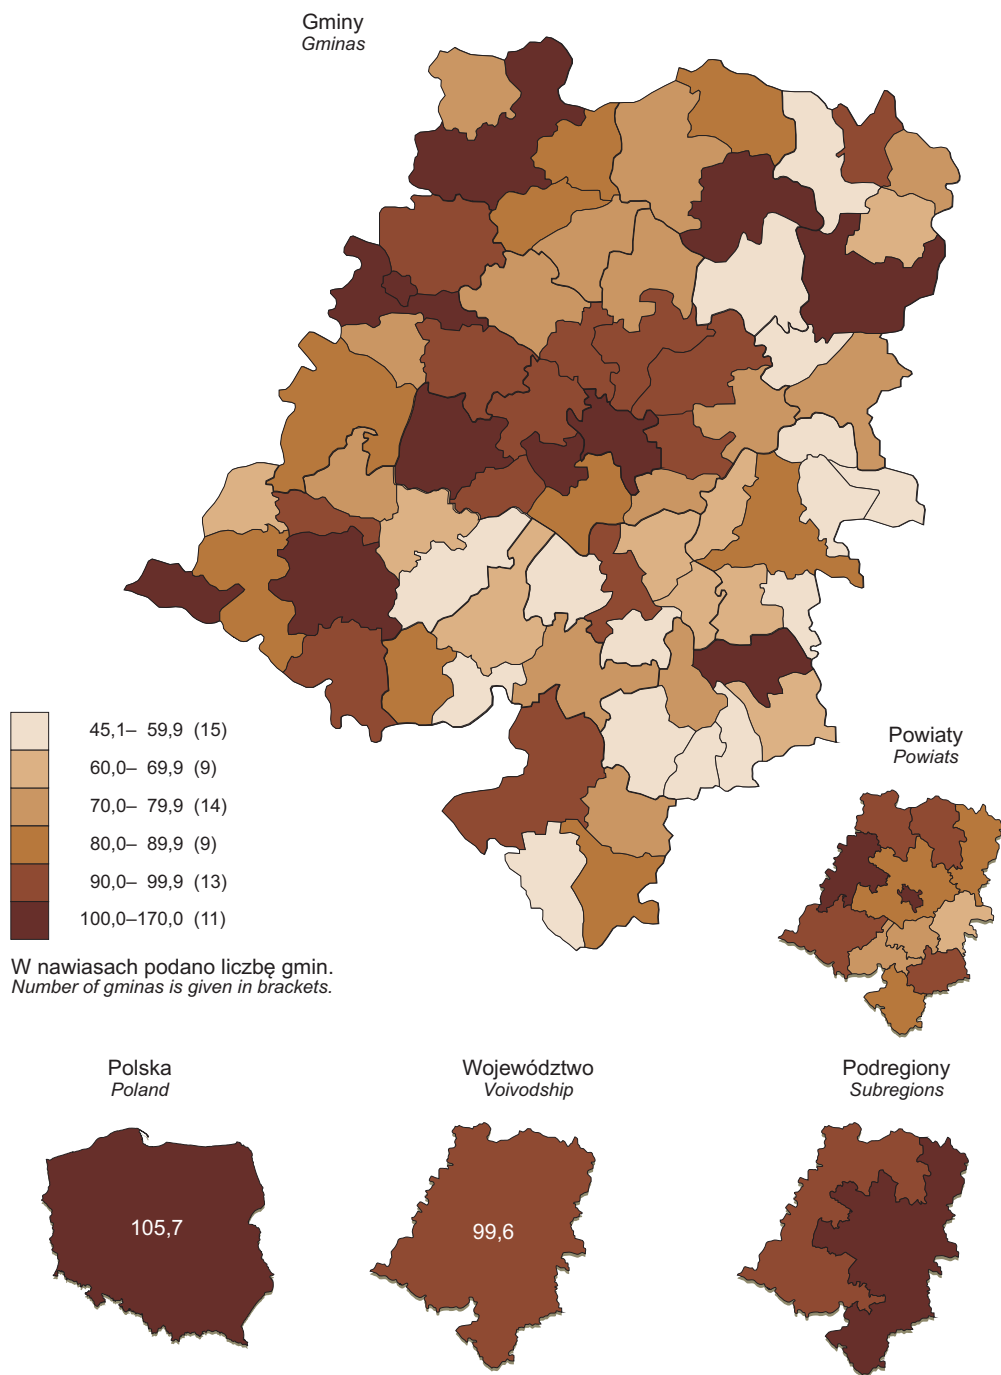 Gminy
Gminas
45,1– 59,9 (15)
60,0– 69,9 (9)
70,0– 79,9 (14)
80,0– 89,9 (9)
90,0– 99,9 (13)
100,0–170,0 (11)
W nawiasach podano liczbę gmin.
Number of gminas is given in brackets.
Powiaty
Powiats
Polska
Poland
105,7
Województwo
Voivodship
99,6
Podregiony
Subregions